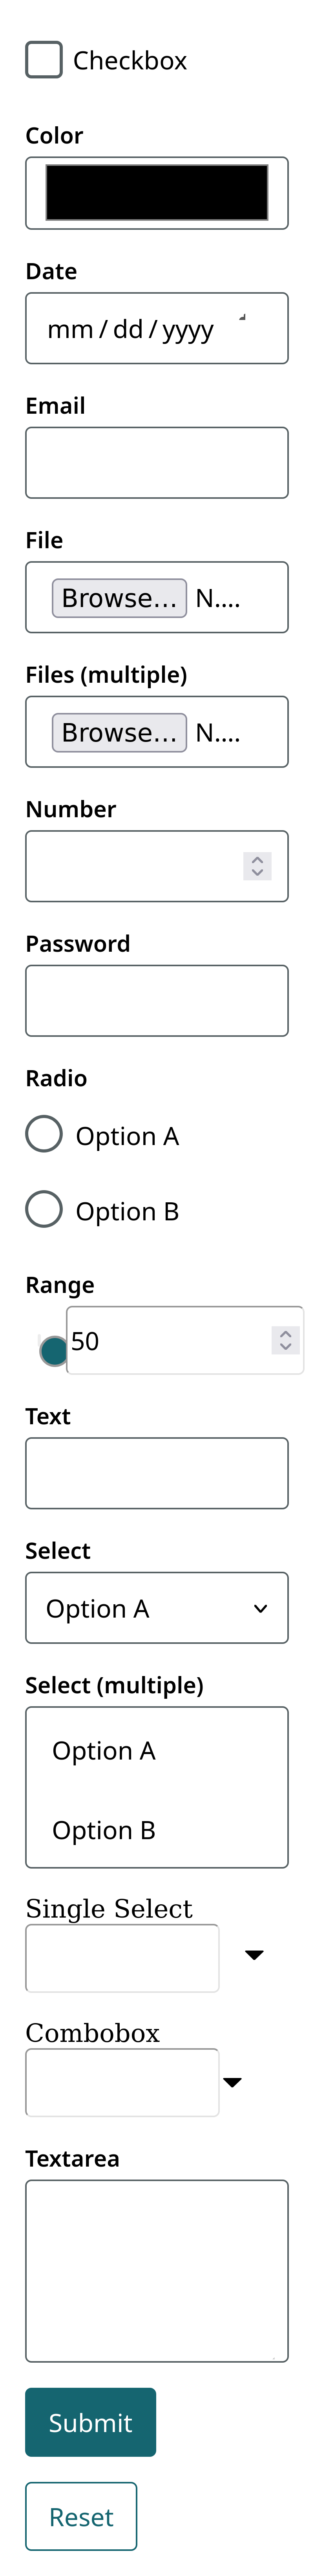 Checkbox
Color
Date
mm / dd / yyyy
Email
File
Browse... N....
Files (multiple)
Browse... N....
Number
Password
Radio
Option A
Option B
Range
50
Text
Select
Option A
Select (multiple)
Option A
Option B
Single Select
Combobox
Textarea
Submit
Reset